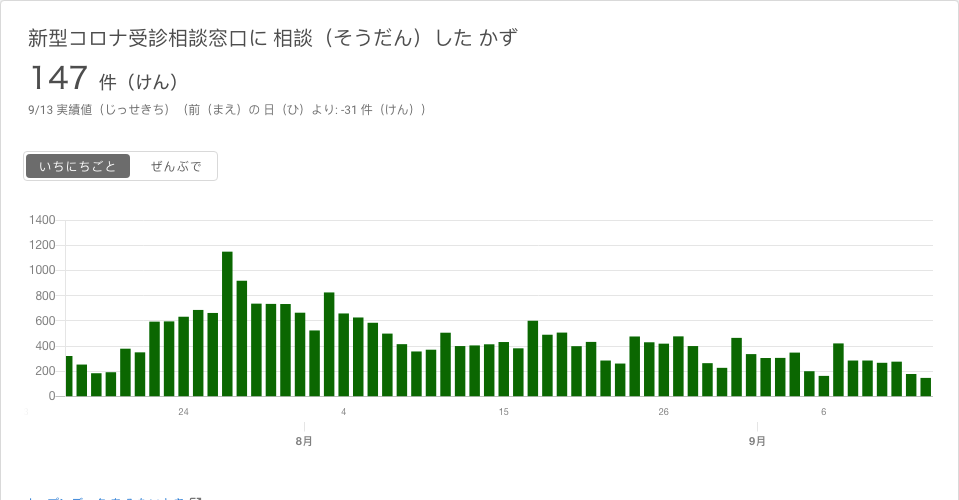 新型コロナ受診相談窓口に 相談（そうだん）した かず
147 件（けん）
9/13 実績値（じっせきち）（前（まえ）の 日（ひ）より: -31 件（けん））
いちにちごと ぜんぶで
1400
1200
1000
800
600
400
200
0
24 4 15 26 6
8月 9月